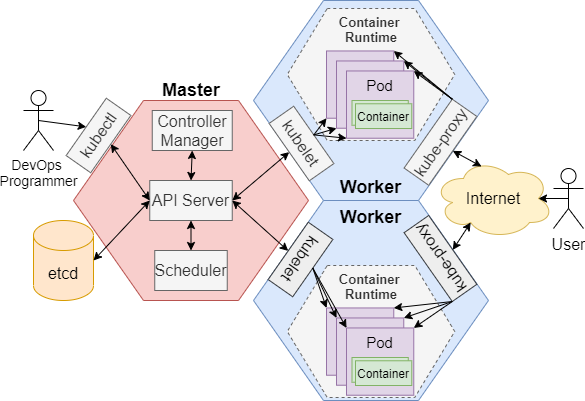 Container
Runtime
Pod
Container
kubelet
kube-proxy
Worker
Master
Controller
Manager
API Server
Scheduler
kubectl
DevOps
Programmer
etcd
Internet
User
Worker
kubelet
kube-proxy
Container
Runtime
Pod
Container